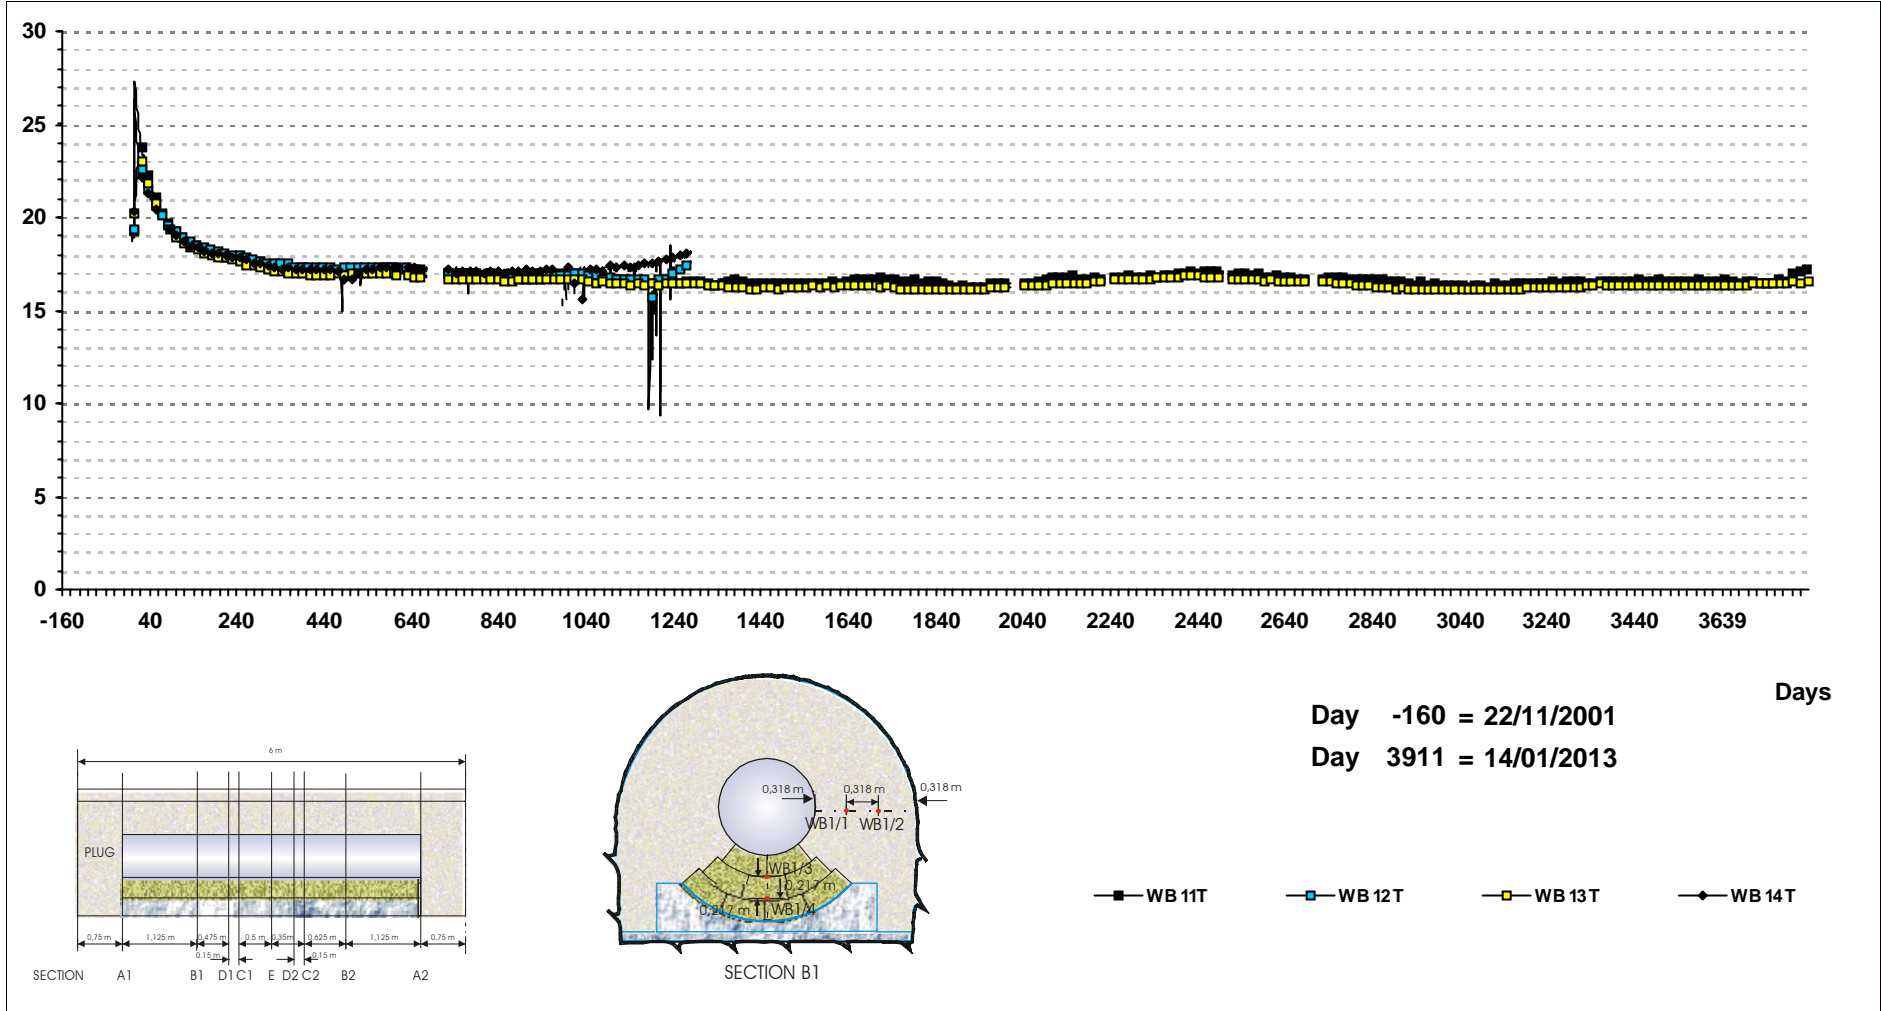 30
25
20
15
10
5
0
-160 40 240 440 640 840 1040 1240 1440 1640 1840 2040 2240 2440 2640 2840 3040 3240 3440 3639
Days
Day -160 = 22/11/2001
Day 3911 = 14/01/2013
WB 11T WB 12T WB 13T WB 14T
6 m
PLUG
0,75 m 1,125 m 0,475 m 0.5 m 0.35m 0.625 m 1,125 m 0,75 m
0.15 m 0.15 m
SECTION A1 B1 D1 C1 E D2 C2 B2 A2
0,318 m 0,318 m 0,318 m
WB1/1 WB1/2
WB1/3
0,217 m
0,217 m WB1/4
SECTION B1